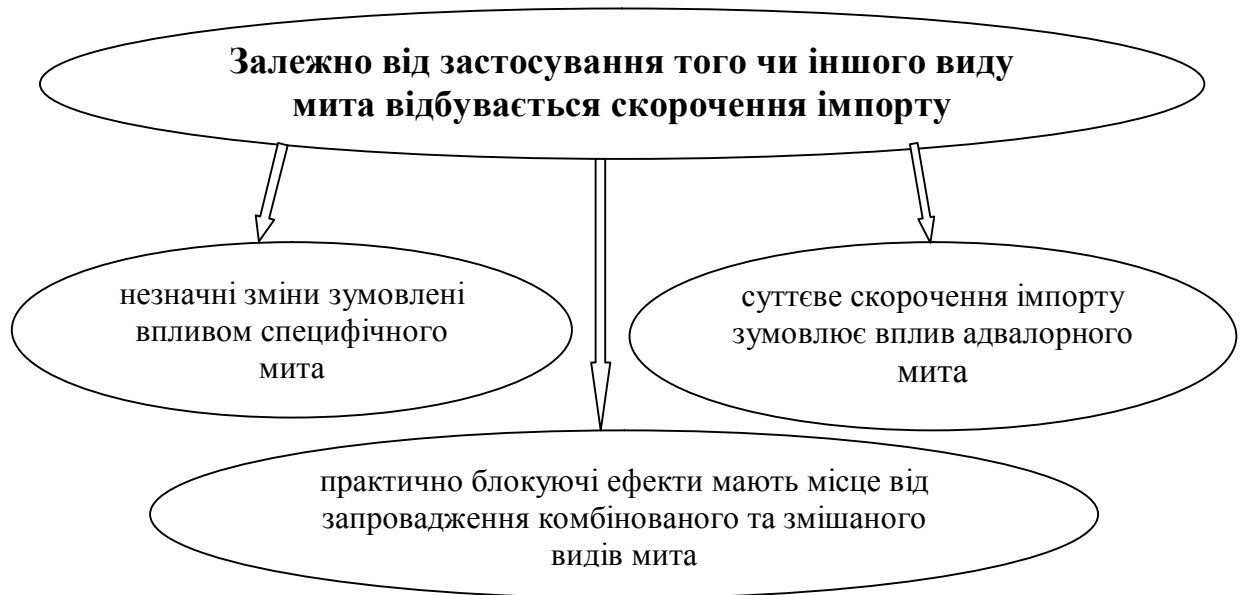 Залежно від застосування того чи іншого виду
мита відбувається скорочення імпорту
незначні зміни зумовлені
впливом специфічного
мита
суттєве скорочення імпорту
зумовлює вплив адвалорного
мита
практично блокуючі ефекти мають місце від
запровадження комбінованого та змішаного
видів мита